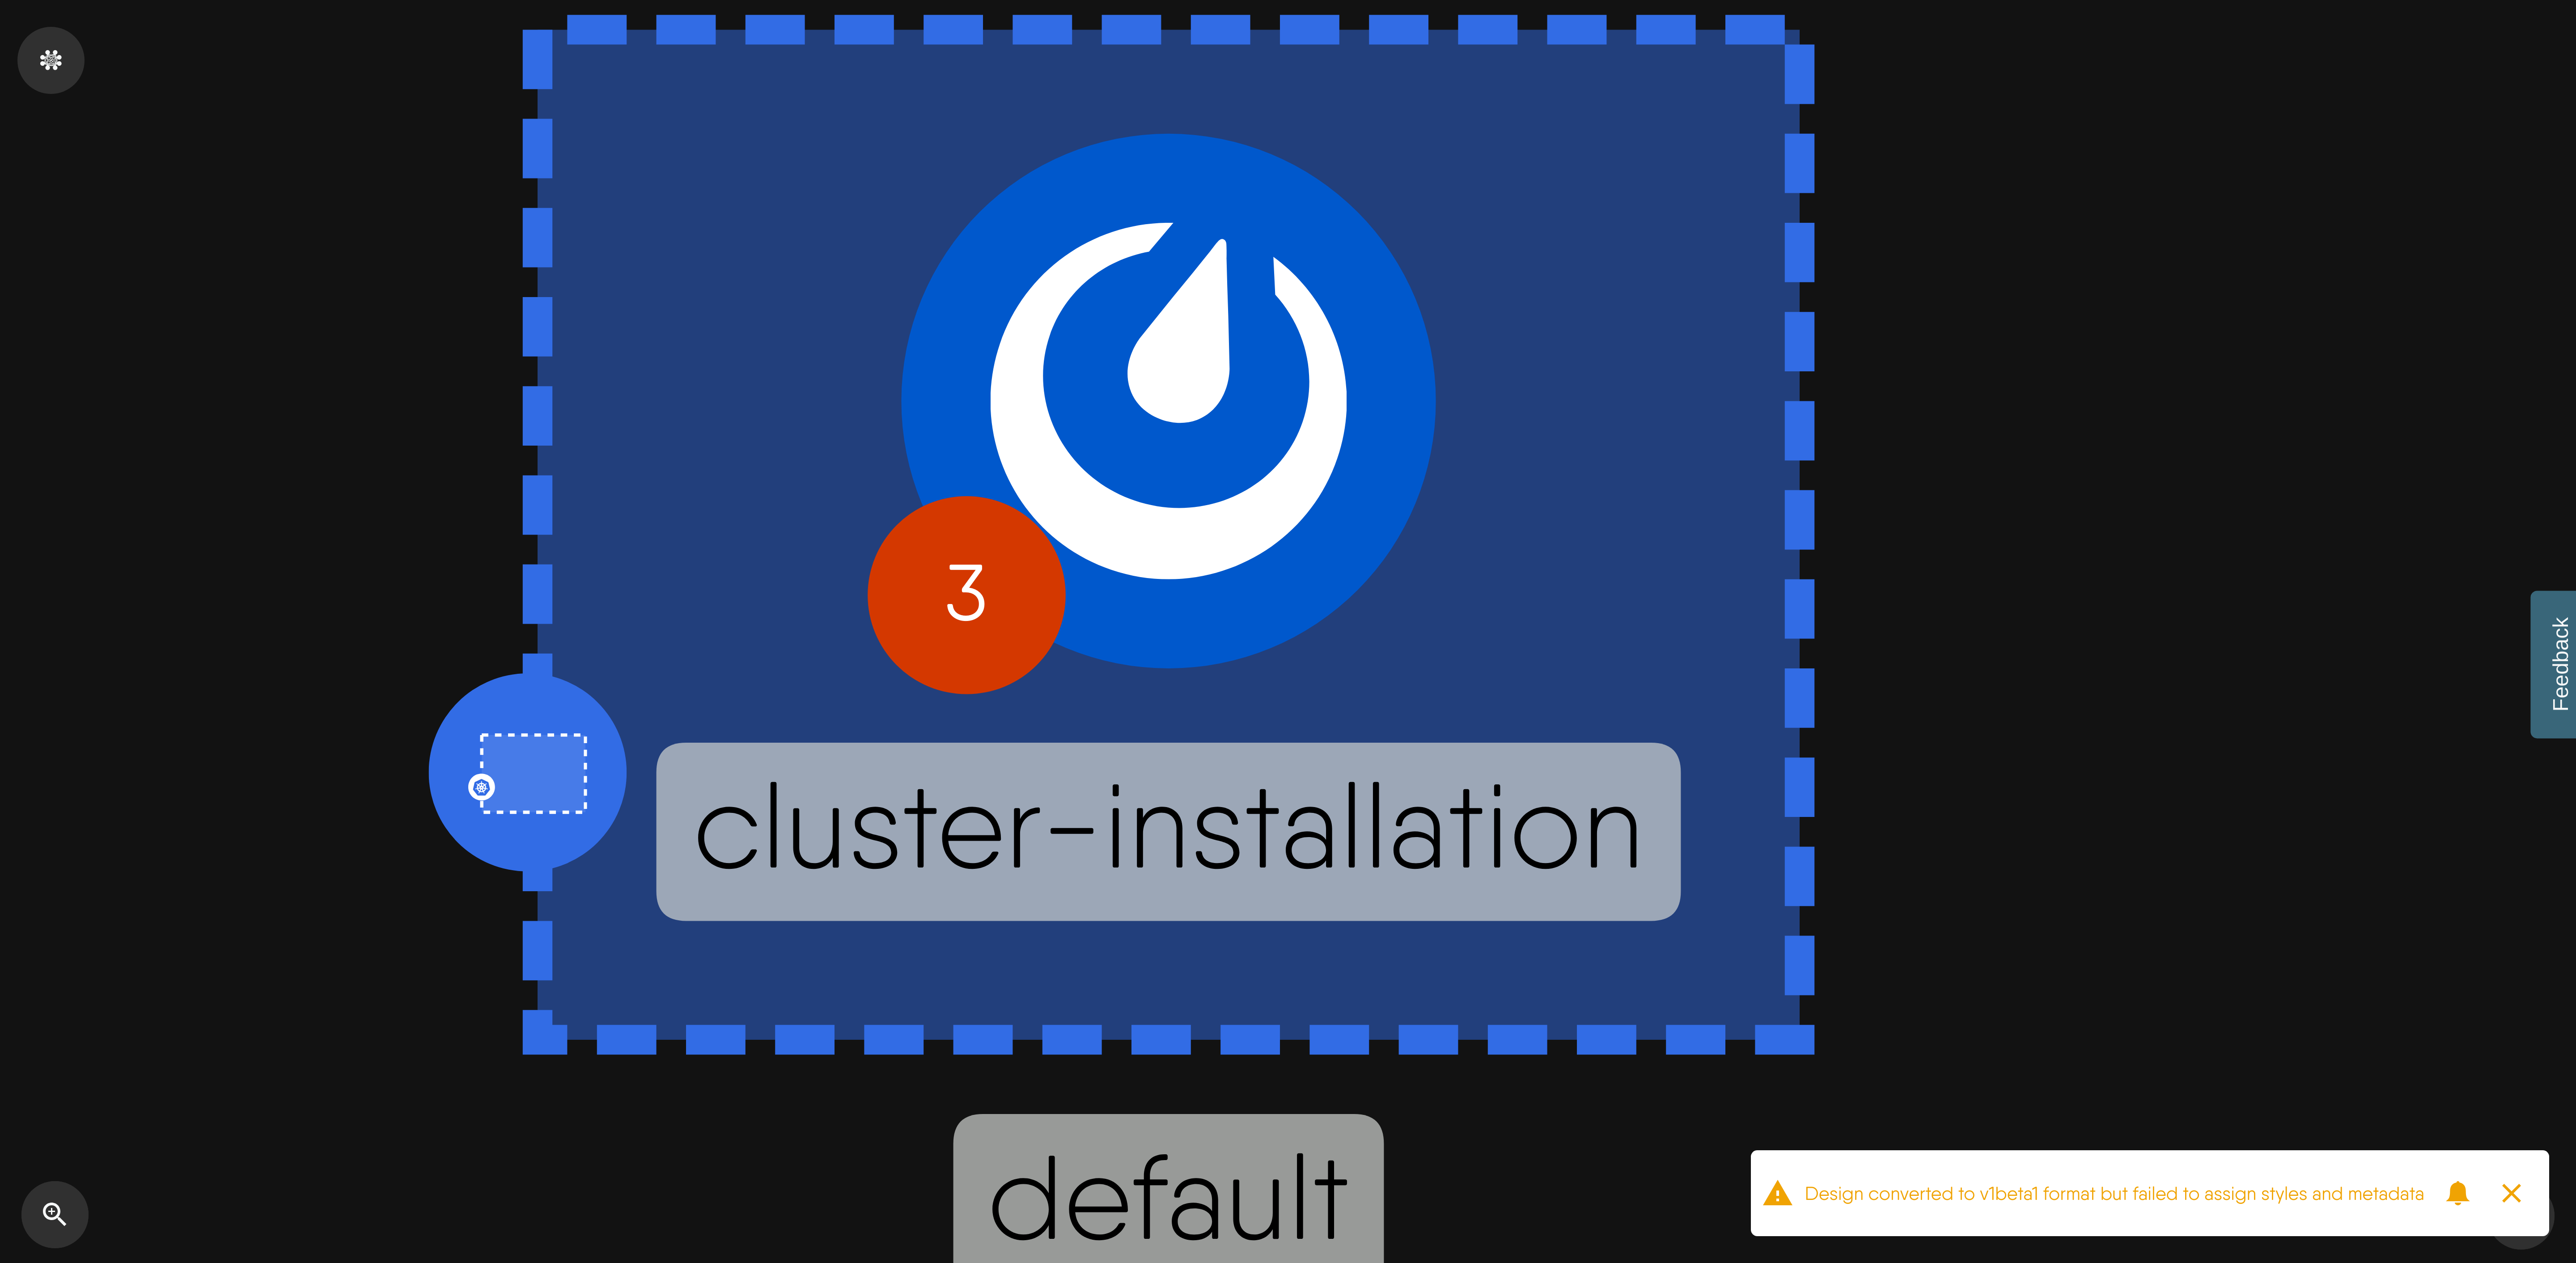 3
cluster-installation
default
Feedback
Design converted to v1beta1 format but failed to assign styles and metadata